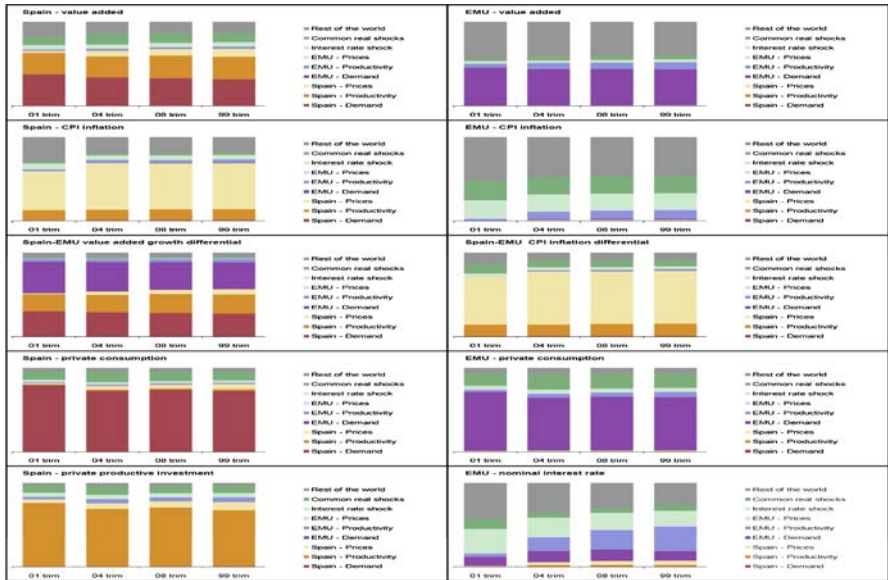 Spain - value added
Rest of the world
Common real shocks
Interest rate shock
EMU - Prices
EMU - Productivity
EMU - Demand
Spain - Prices
Spain - Productivity
Spain - Demand
01 trim 04 trim 08 trim 99 trim
EMU - value added
Rest of the world
Common real shocks
Interest rate shock
EMU - Prices
EMU - Productivity
EMU - Demand
Spain - Prices
Spain - Productivity
Spain - Demand
01 trim 04 trim 08 trim 99 trim
Spain - CPI inflation
Rest of the world
Common real shocks
Interest rate shock
EMU - Prices
EMU - Productivity
EMU - Demand
Spain - Prices
Spain - Productivity
Spain - Demand
01 trim 04 trim 08 trim 99 trim
EMU - CPI inflation
Rest of the world
Common real shocks
Interest rate shock
EMU - Prices
EMU - Productivity
EMU - Demand
Spain - Prices
Spain - Productivity
Spain - Demand
01 trim 04 trim 08 trim 99 trim
Spain-EMU value added growth differential
Rest of the world
Common real shocks
Interest rate shock
EMU - Prices
EMU - Productivity
EMU - Demand
Spain - Prices
Spain - Productivity
Spain - Demand
01 trim 04 trim 08 trim 99 trim
Spain-EMU CPI inflation differential
Rest of the world
Common real shocks
Interest rate shock
EMU - Prices
EMU - Productivity
EMU - Demand
Spain - Prices
Spain - Productivity
Spain - Demand
01 trim 04 trim 08 trim 99 trim
Spain - private consumption
Rest of the world
Common real shocks
Interest rate shock
EMU - Prices
EMU - Productivity
EMU - Demand
Spain - Prices
Spain - Productivity
Spain - Demand
01 trim 04 trim 08 trim 99 trim
EMU - private consumption
Rest of the world
Common real shocks
Interest rate shock
EMU - Prices
EMU - Productivity
EMU - Demand
Spain - Prices
Spain - Productivity
Spain - Demand
01 trim 04 trim 08 trim 99 trim
Spain - private productive investment
Rest of the world
Common real shocks
Interest rate shock
EMU - Prices
EMU - Productivity
EMU - Demand
Spain - Prices
Spain - Productivity
Spain - Demand
01 trim 04 trim 08 trim 99 trim
EMU - nominal interest rate
Rest of the world
Common real shocks
Interest rate shock
EMU - Prices
EMU - Productivity
EMU - Demand
Spain - Prices
Spain - Productivity
Spain - Demand
01 trim 04 trim 08 trim 99 trim